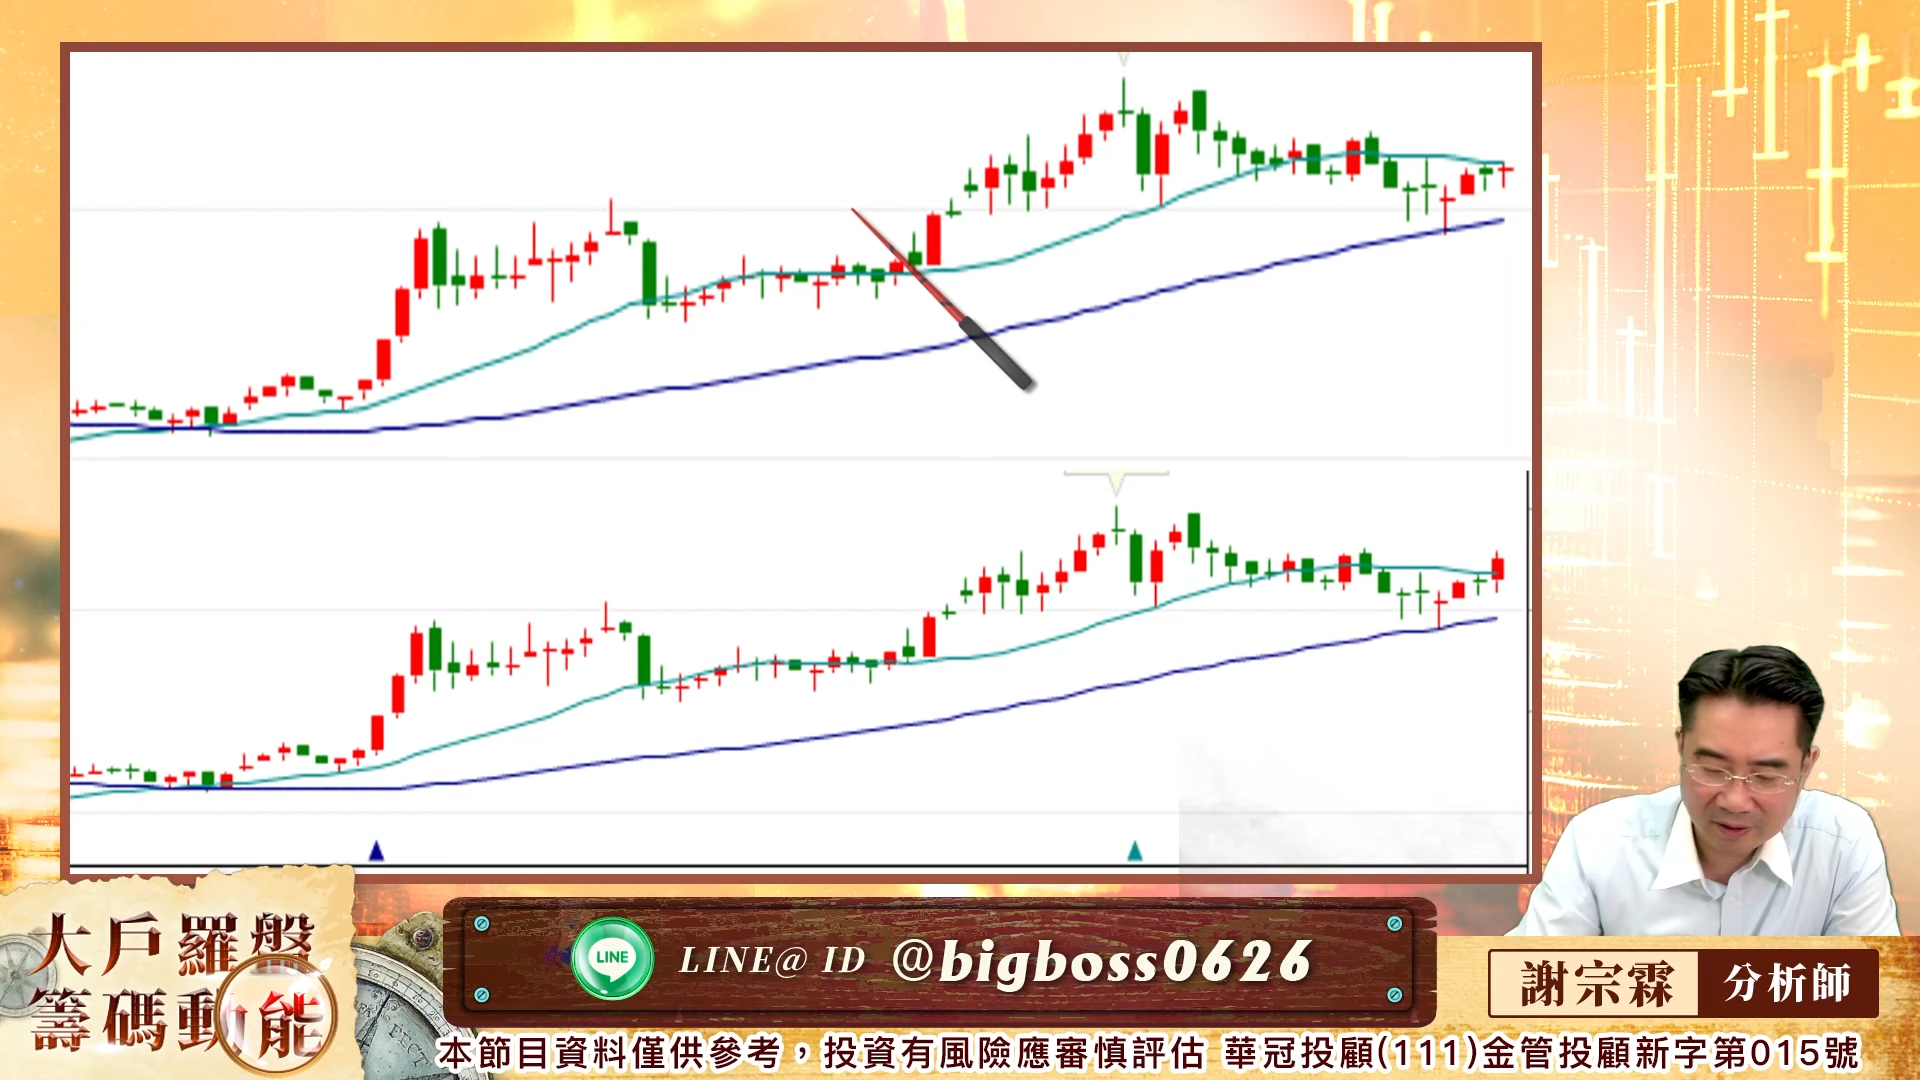 大戶羅盤
籌碼動能
LINE
LINE@ ID @bigboss0626
謝宗霖 分析師
本節目資料僅供參考，投資有風險應審慎評估 華冠投顧(111)金管投顧新字第015號